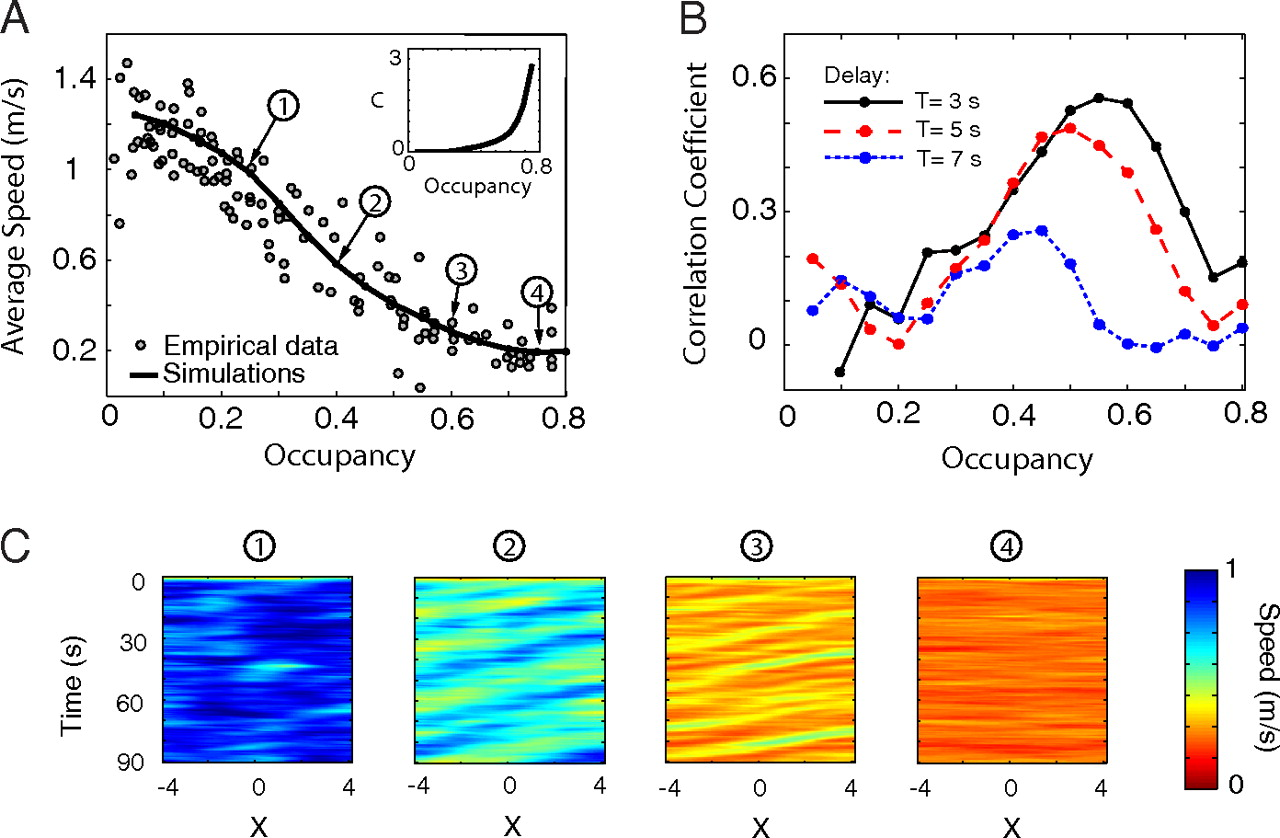 A
Average Speed (m/s)
1.4
1
0.6
0.2
1
2
3
4
3
C
0
0.8
Occupancy
Empirical data
Simulations
0
0.2
0.4
0.6
0.8
Occupancy
B
Correlation Coefficient
0.6
0.3
0
Delay:
T= 3 s
T= 5 s
T= 7 s
0
0.2
0.4
0.6
0.8
Occupancy
C
1
2
3
4
Time (s)
0
30
60
90
-4 0 4
X
-4 0 4
X
-4 0 4
X
-4 0 4
X
1
0
Speed (m/s)